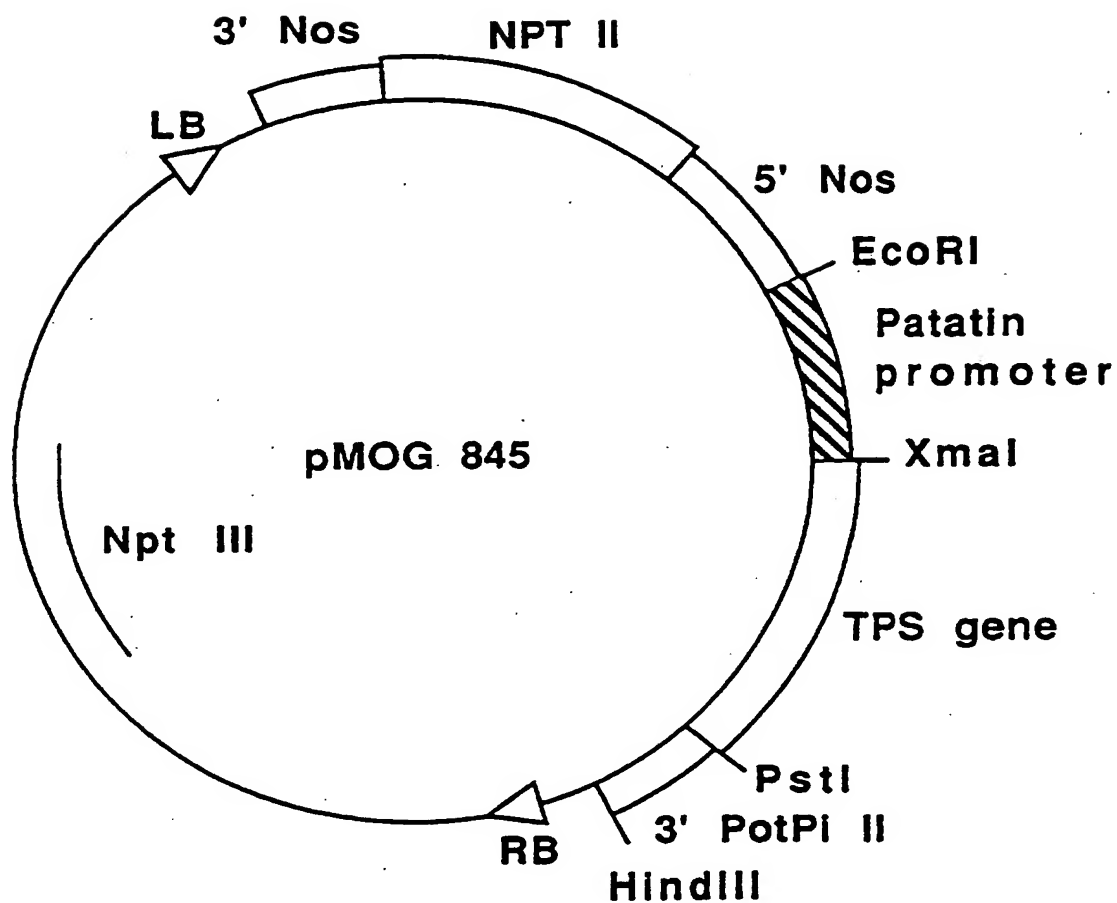 3' Nos
NPT II
LB
5' Nos
EcoRI
Patatin
promoter
pMOG 845
XmaI
Npt III
TPS gene
PstI
3' PotPi II
RB
HindIII